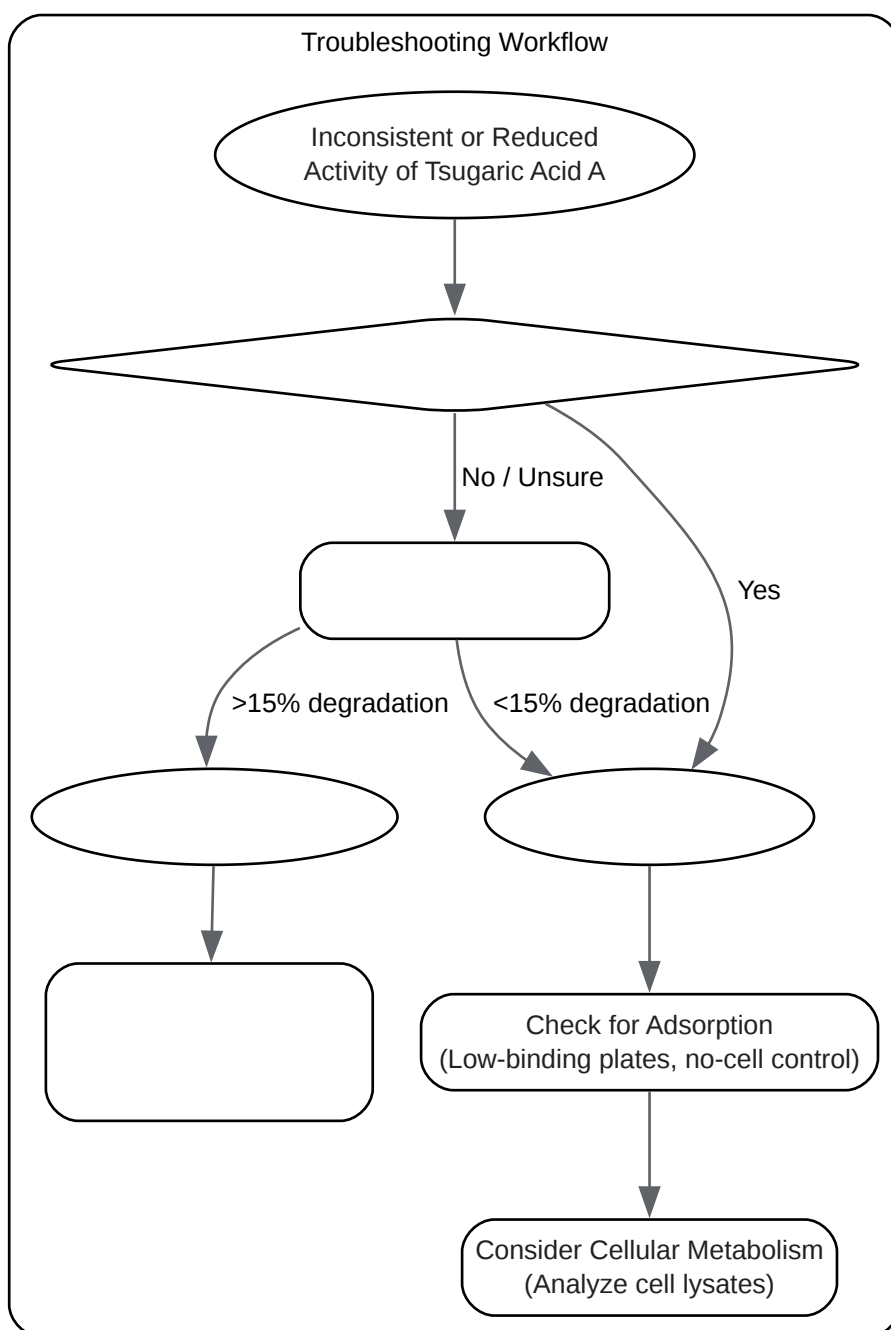 Troubleshooting Workflow
Inconsistent or Reduced
Activity of Tsugaric Acid A
No / Unsure
Yes
>15% degradation
<15% degradation
Check for Adsorption
(Low-binding plates, no-cell control)
Consider Cellular Metabolism
(Analyze cell lysates)